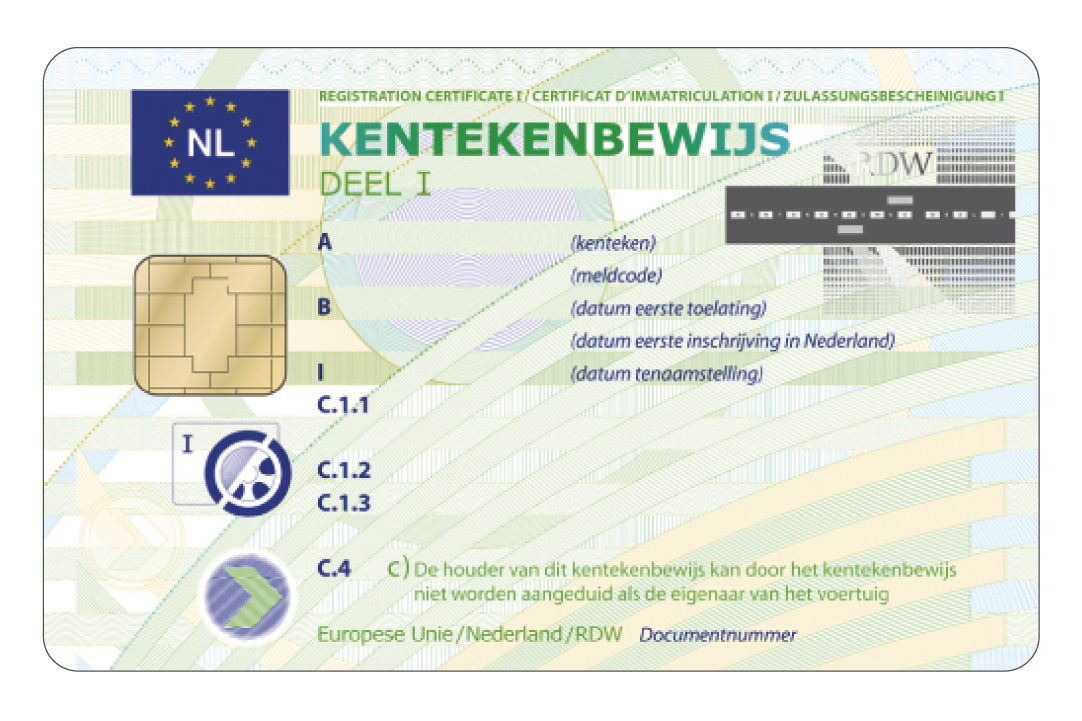 REGISTRATION CERTIFICATE I / CERTIFICAT D'IMMATRICULATION I / ZULASSUNGSBESCHEINIGUNG I
NL
KENTEKENBEWIJS
RDW
DEEL I
A (kenteken)
(meldcode)
B (datum eerste toelating)
(datum eerste inschrijving in Nederland)
I (datum tenaamstelling)
C.1.1
I
C.1.2
C.1.3
C.4 c) De houder van dit kentekenbewijs kan door het kentekenbewijs
niet worden aangeduid als de eigenaar van het voertuig
Europese Unie/Nederland/RDW Documentnummer